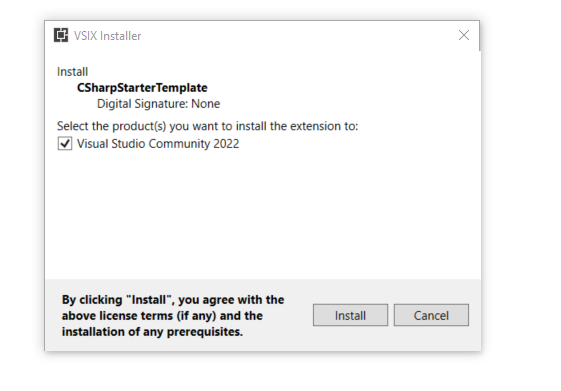 VSIX Installer
Install
CSharpStarterTemplate
Digital Signature: None
Select the product(s) you want to install the extension to:
Visual Studio Community 2022
By clicking "Install", you agree with the
above license terms (if any) and the
installation of any prerequisites.
Install
Cancel